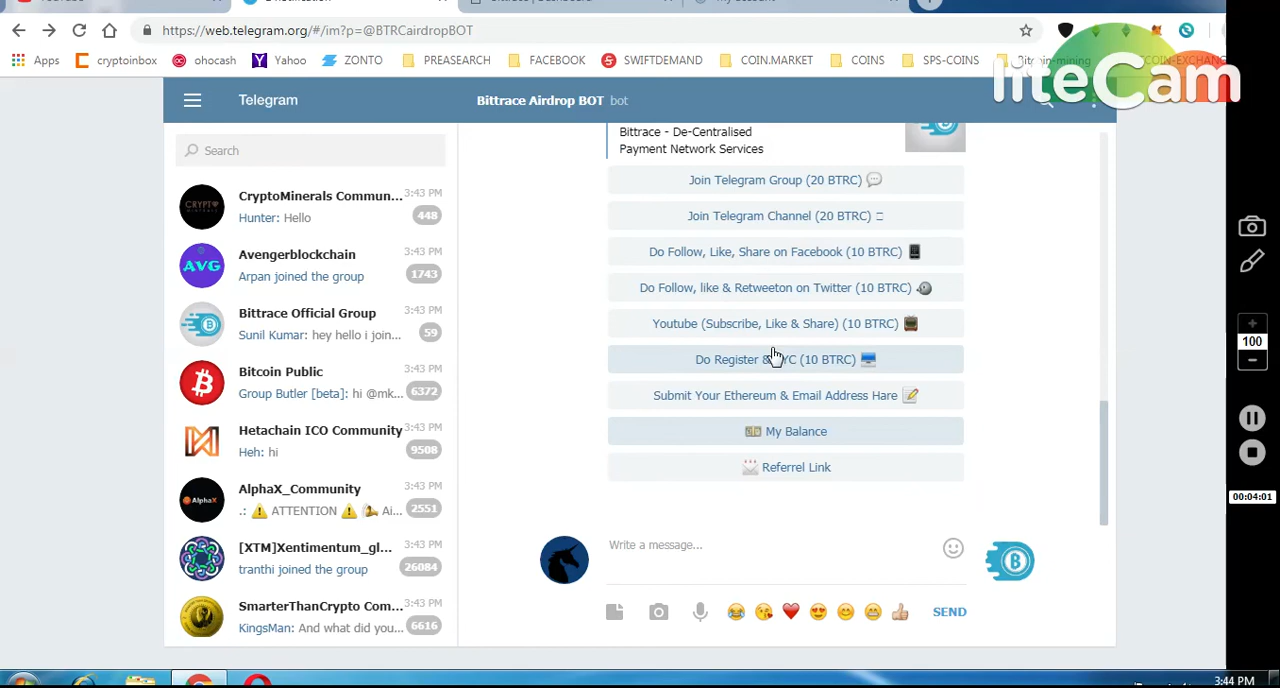 https://web.telegram.org/#/im?p=@BTRCairdropBOT
Apps cryptoinbox ohocash Yahoo ZONTO PREASEARCH FACEBOOK SWIFTDEMAND COIN.MARKET COINS SPS-COINS Bitcoin-mining
liteCam
Telegram
Bittrace Airdrop BOT bot
Search
CryptoMinerals Commun... 3:43 PM
Hunter: Hello 448
Avengerblockchain 3:43 PM
AVG
Arpan joined the group 1743
Bittrace Official Group 3:43 PM
Sunil Kumar: hey hello i join... 59
Bitcoin Public 3:43 PM
Group Butler [beta]: hi @mk... 6372
Hetachain ICO Community 3:43 PM
Heh: hi 9508
AlphaX_Community 3:43 PM
AlphaX
.: ⚠️ ATTENTION ⚠️ Ai... 2551
[XTM]Xentimentum_gl... 3:43 PM
tranthi joined the group 26084
SmarterThanCrypto Com... 3:43 PM
KingsMan: And what did you... 6616
Bittrace - De-Centralised
Payment Network Services
Join Telegram Group (20 BTRC)
Join Telegram Channel (20 BTRC)
Do Follow, Like, Share on Facebook (10 BTRC)
Do Follow, like & Retweeton on Twitter (10 BTRC)
Youtube (Subscribe, Like & Share) (10 BTRC)
Do Register & YC (10 BTRC)
Submit Your Ethereum & Email Address Hare
My Balance
Referrel Link
Write a message...
SEND
100
00:04:01
3:44 PM